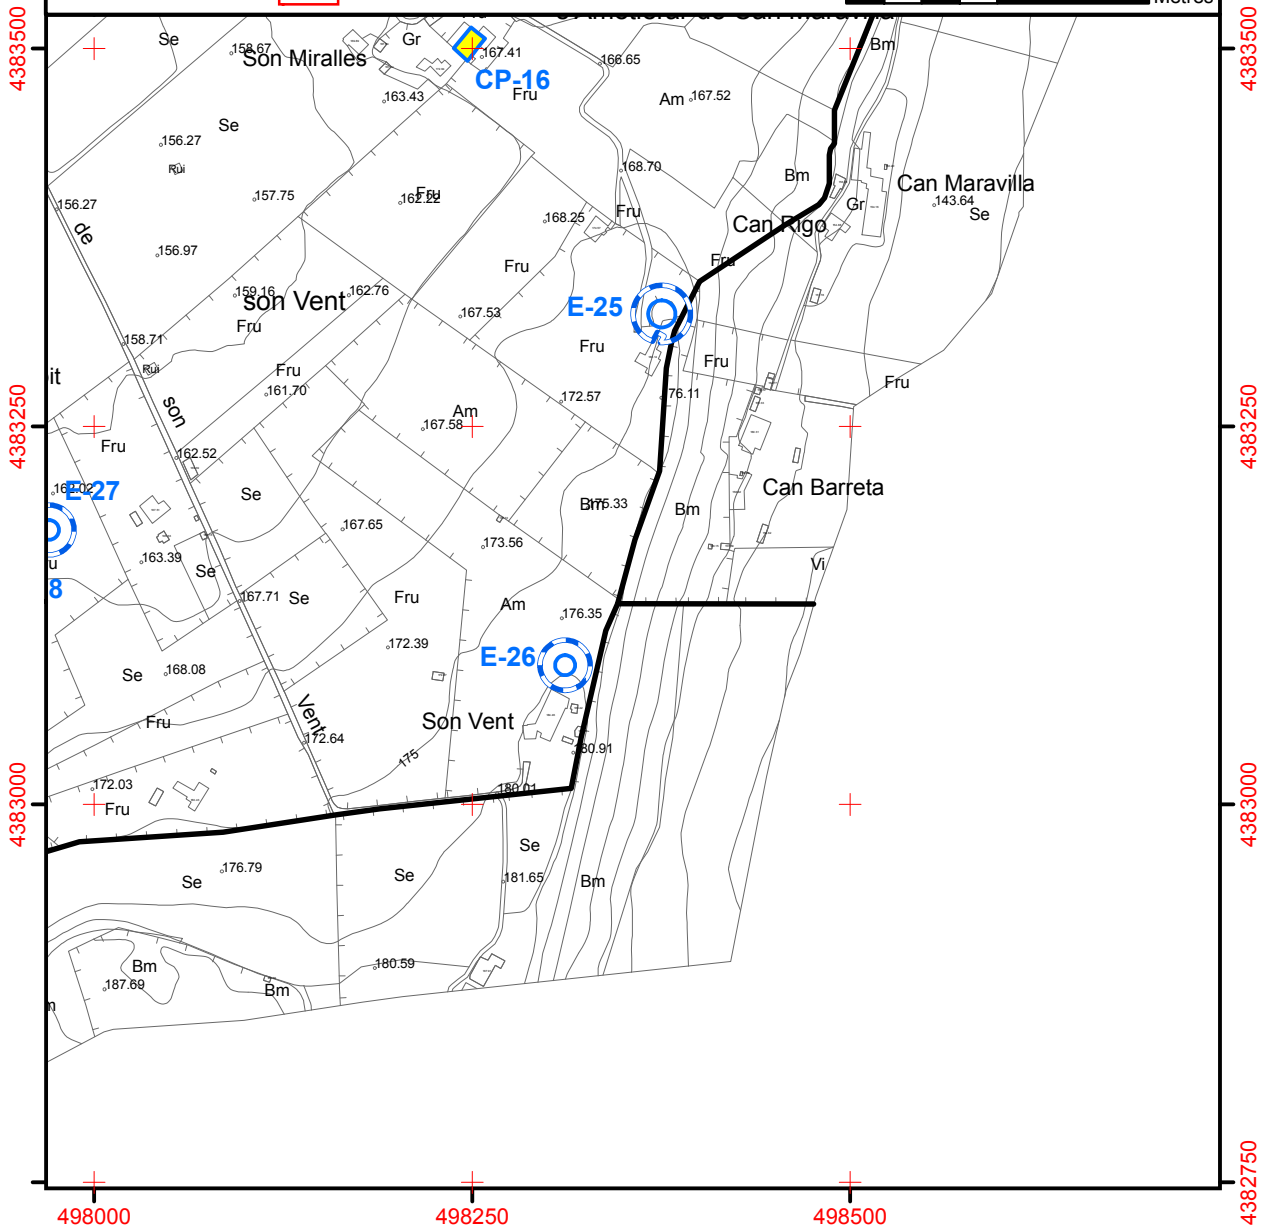 Metres
4383500
4383500
Se
158.67
Son Miralles
Gr
167.41
CP-16
Fru
163.43
166.65
Am
167.52
Bm
Se
156.27
Rui
157.75
162.22
Fru
168.70
168.25
Fru
Bm
Can Maravilla
Gr
143.64
Se
Can Rigo
156.27
de
156.97
Fru
Fru
159.16
162.76
son Vent
Fru
167.53
E-25
158.71
Rui
Fru
161.70
Fru
Fru
Fru
172.57
176.11
4383250
4383250
son
Am
167.58
Fru
162.52
162.02
E-27
Se
Bm
175.33
Bm
Can Barreta
167.65
173.56
163.39
Se
Vi
8
167.71
Se
Fru
Am
176.35
172.39
E-26
Se
168.08
Fru
Vent
172.64
Son Vent
175
180.91
172.03
Fru
180.01
4383000
4383000
Se
176.79
Se
Se
181.65
Bm
Bm
187.69
Bm
180.59
4382750
498000
498250
498500